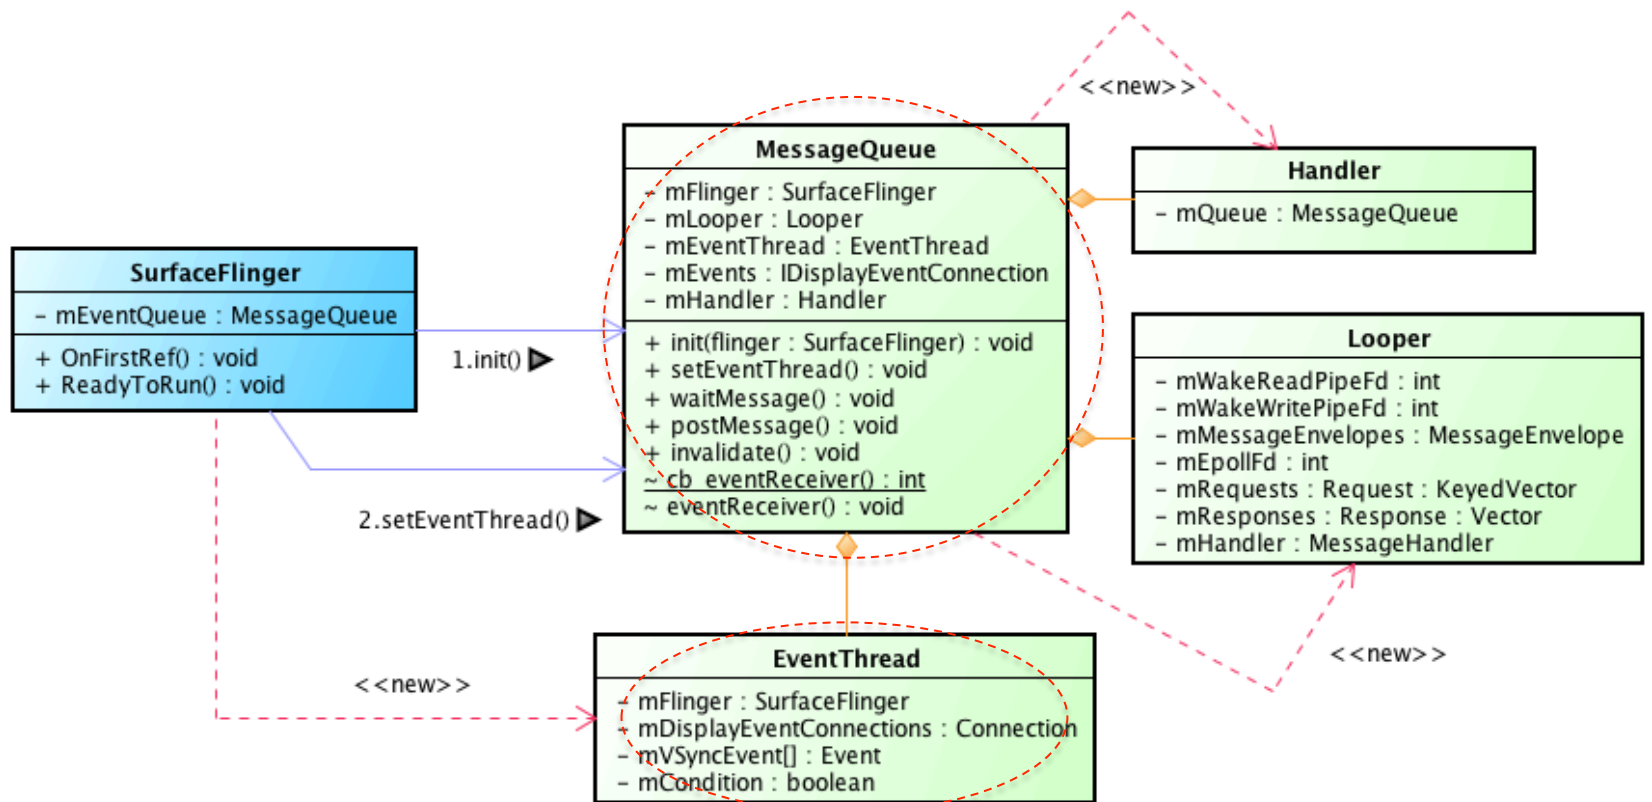 <<new>>
MessageQueue
- mFlinger : SurfaceFlinger
- mLooper : Looper
- mEventThread : EventThread
- mEvents : IDisplayEventConnection
- mHandler : Handler
+ init(flinger : SurfaceFlinger) : void
+ setEventThread() : void
+ waitMessage() : void
+ postMessage() : void
+ invalidate() : void
~ cb_eventReceiver() : int
~ eventReceiver() : void
Handler
- mQueue : MessageQueue
SurfaceFlinger
- mEventQueue : MessageQueue
+ OnFirstRef() : void
+ ReadyToRun() : void
1.init()
2.setEventThread()
Looper
- mWakeReadPipeFd : int
- mWakeWritePipeFd : int
- mMessageEnvelopes : MessageEnvelope
- mEpollFd : int
- mRequests : Request : KeyedVector
- mResponses : Response : Vector
- mHandler : MessageHandler
<<new>>
<<new>>
EventThread
- mFlinger : SurfaceFlinger
- mDisplayEventConnections : Connection
- mVSyncEvent[] : Event
- mCondition : boolean